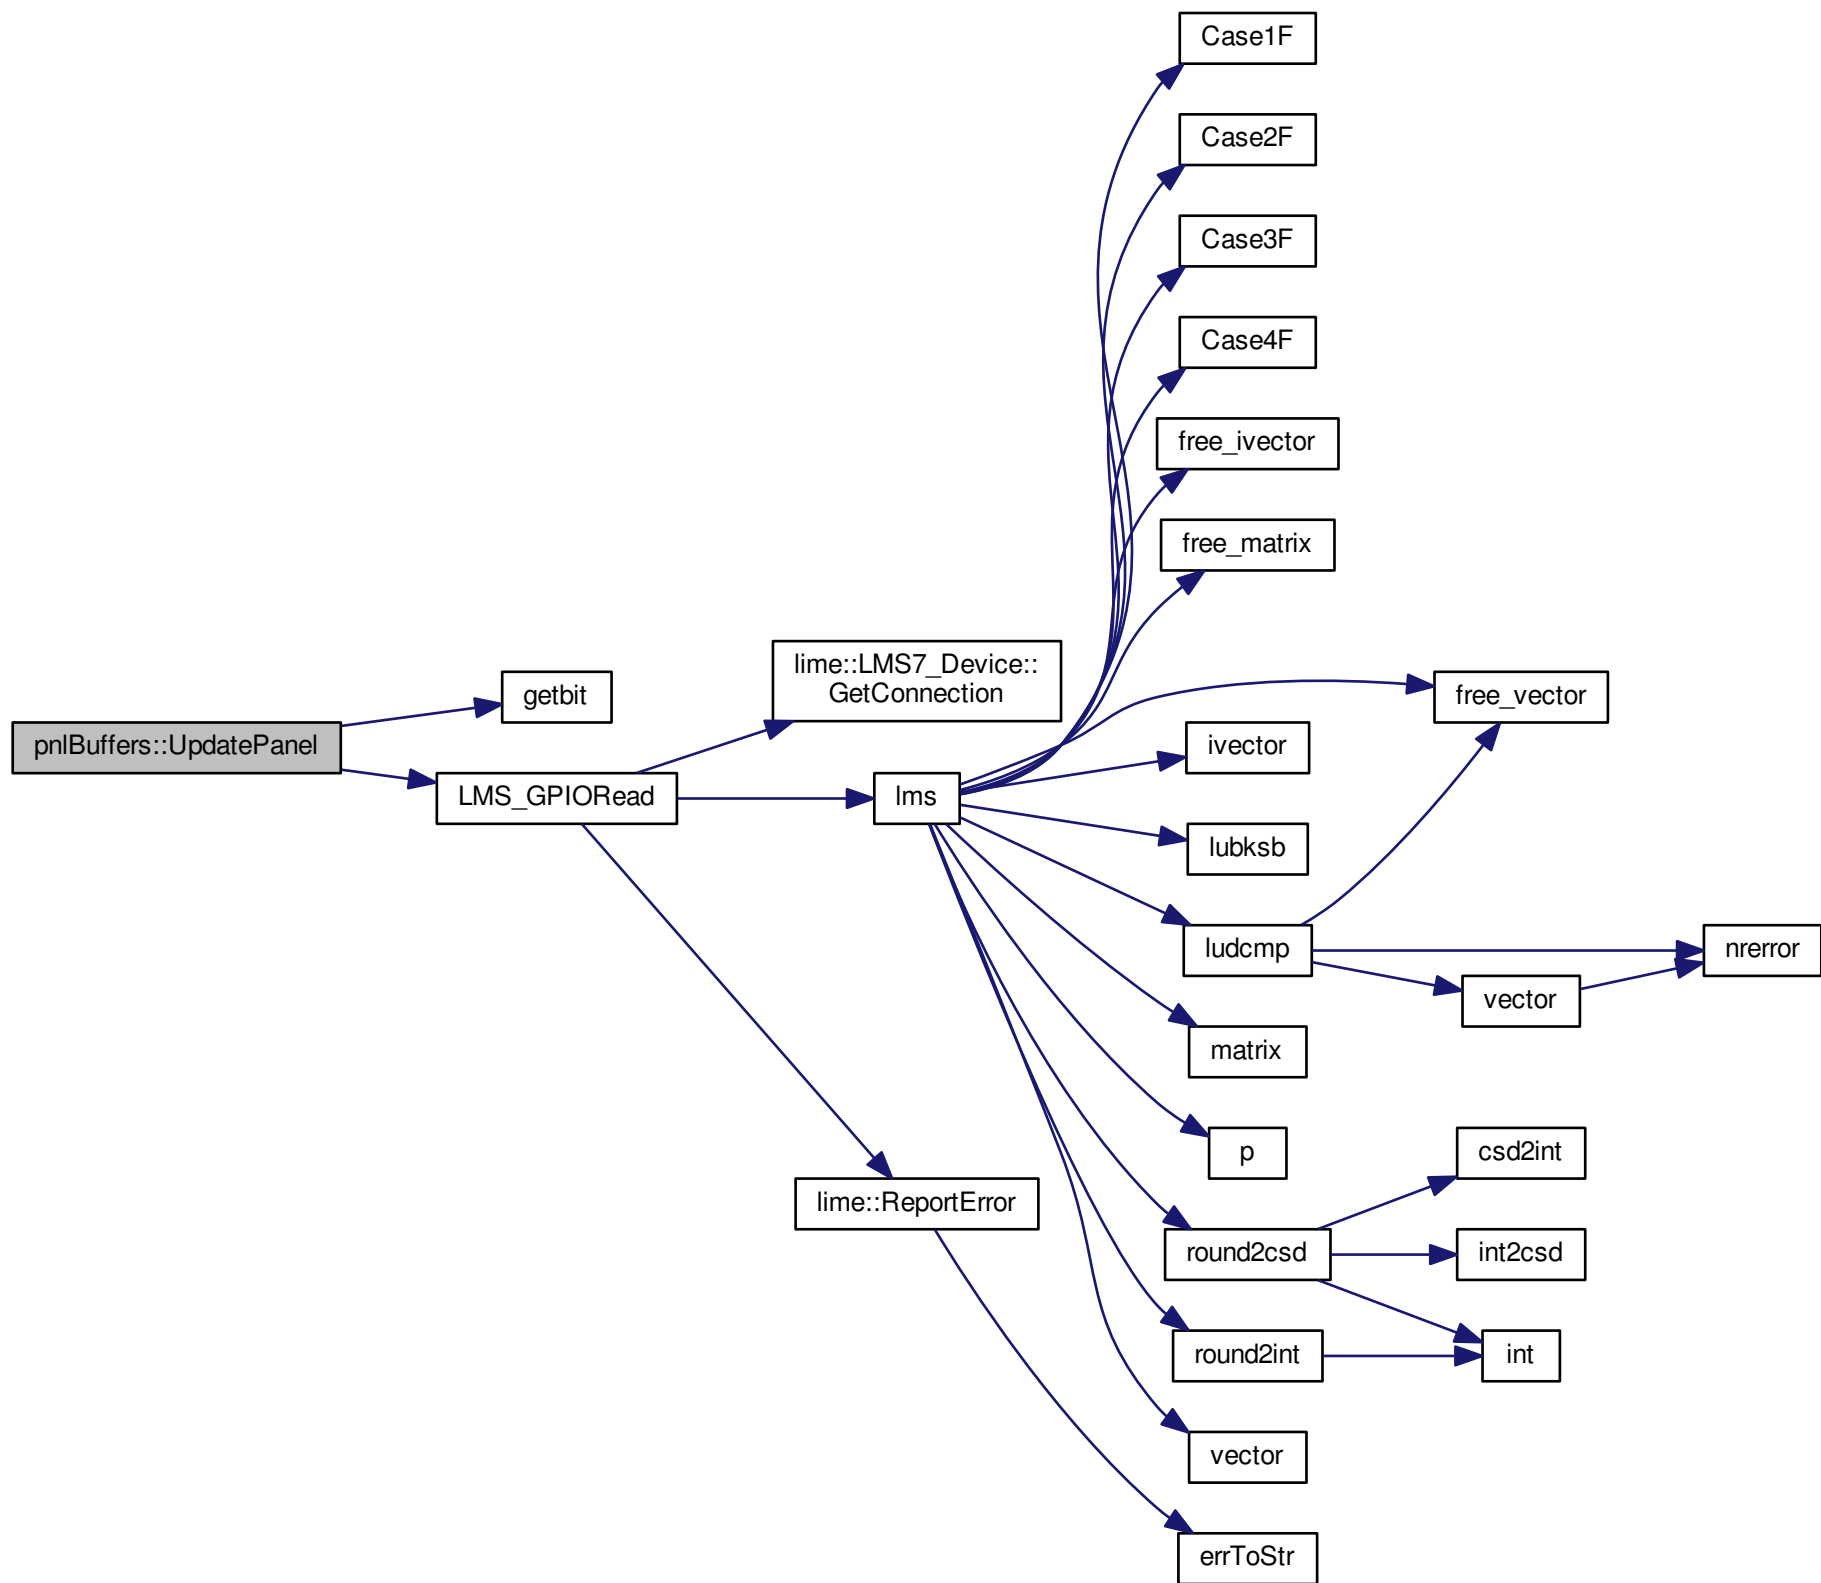 Case1F
Case2F
Case3F
Case4F
free_ivector
free_matrix
lime::LMS7_Device::
GetConnection
getbit
free_vector
pnlBuffers::UpdatePanel
ivector
LMS_GPIORead
lms
lubksb
ludcmp
nrerror
vector
matrix
p
csd2int
lime::ReportError
round2csd
int2csd
round2int
int
vector
errToStr